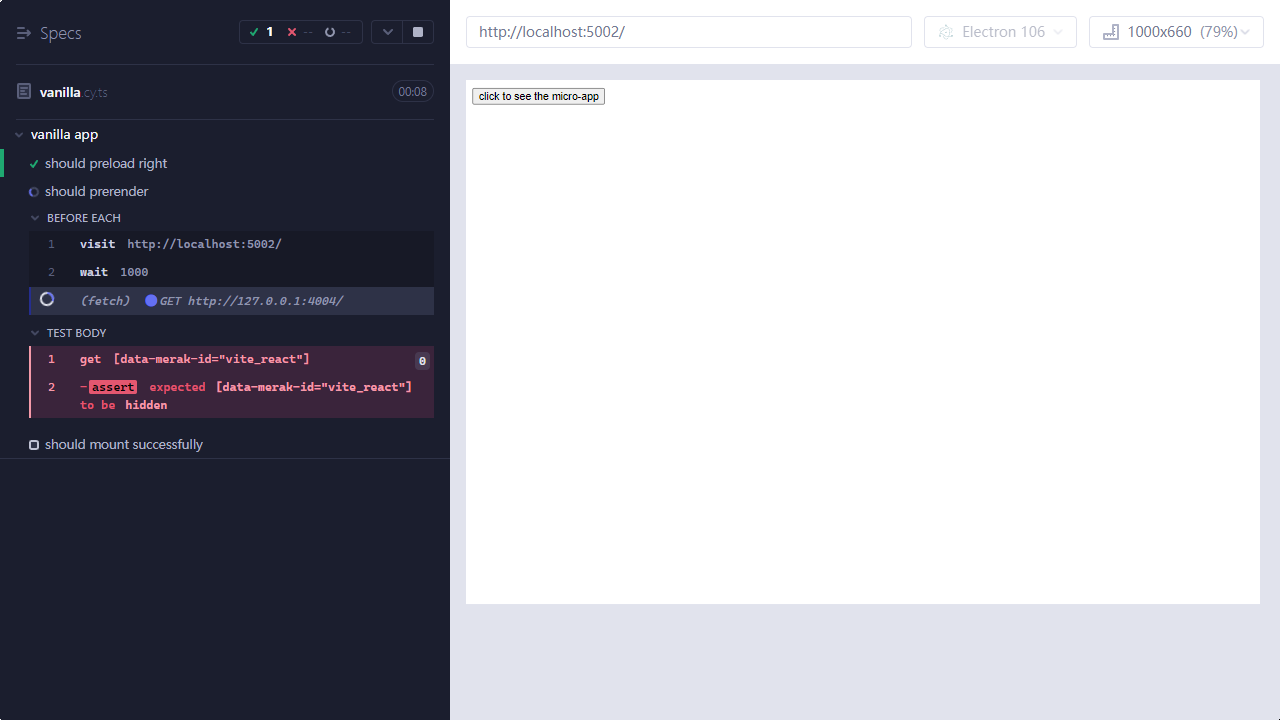 Specs
1 -- --
vanilla.cy.ts 00:08
vanilla app
should preload right
should prerender
BEFORE EACH
1 visit http://localhost:5002/
2 wait 1000
(fetch) GET http://127.0.0.1:4004/
TEST BODY
1 get [data-merak-id="vite_react"] 0
2 -assert expected [data-merak-id="vite_react"]
to be hidden
should mount successfully
http://localhost:5002/ Electron 106 1000x660 (79%)
click to see the micro-app